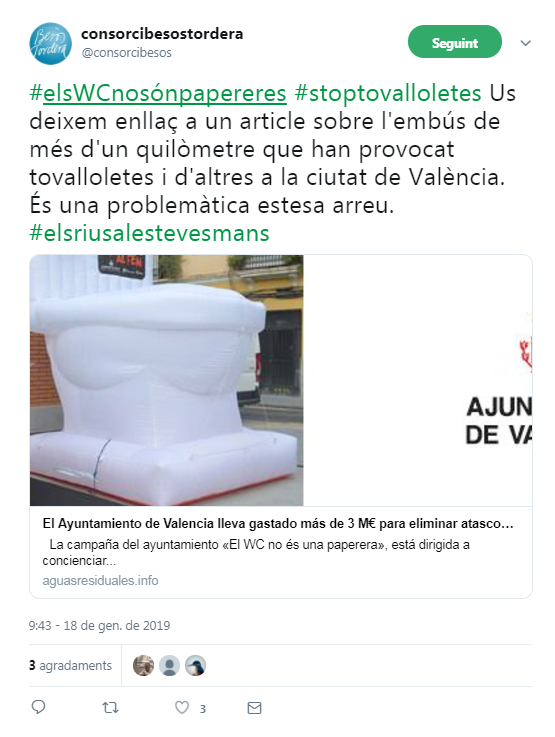 Besòs
Tordera
consorcibesostordera
@consorcibesos
Seguint
#elsWCnosónpapereres #stoptovalloletes Us
deixem enllaç a un article sobre l'embús de
més d'un quilòmetre que han provocat
tovalloletes i d'altres a la ciutat de València.
És una problemàtica estesa arreu.
#elsriusalestevesmans
AJUN
DE VA
El Ayuntamiento de Valencia lleva gastado más de 3 M€ para eliminar atasco…
La campaña del ayuntamiento «El WC no és una paperera», está dirigida a
concienciar...
aguasresiduales.info
9:43 - 18 de gen. de 2019
3 agradaments
3